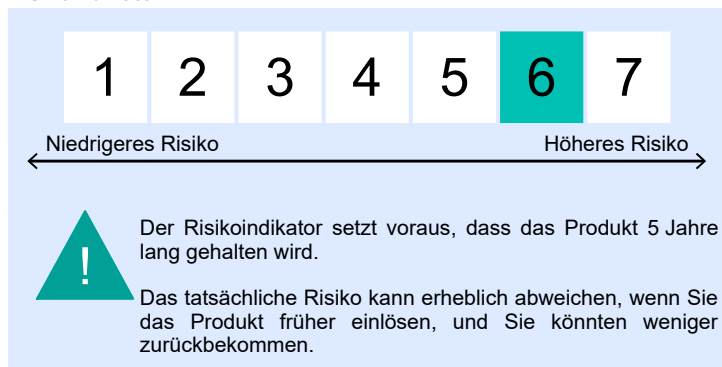 1 2 3 4 5 6 7
Niedrigeres Risiko Höheres Risiko
Der Risikoindikator setzt voraus, dass das Produkt 5 Jahre
lang gehalten wird.
!
Das tatsächliche Risiko kann erheblich abweichen, wenn Sie
das Produkt früher einlösen, und Sie könnten weniger
zurückbekommen.